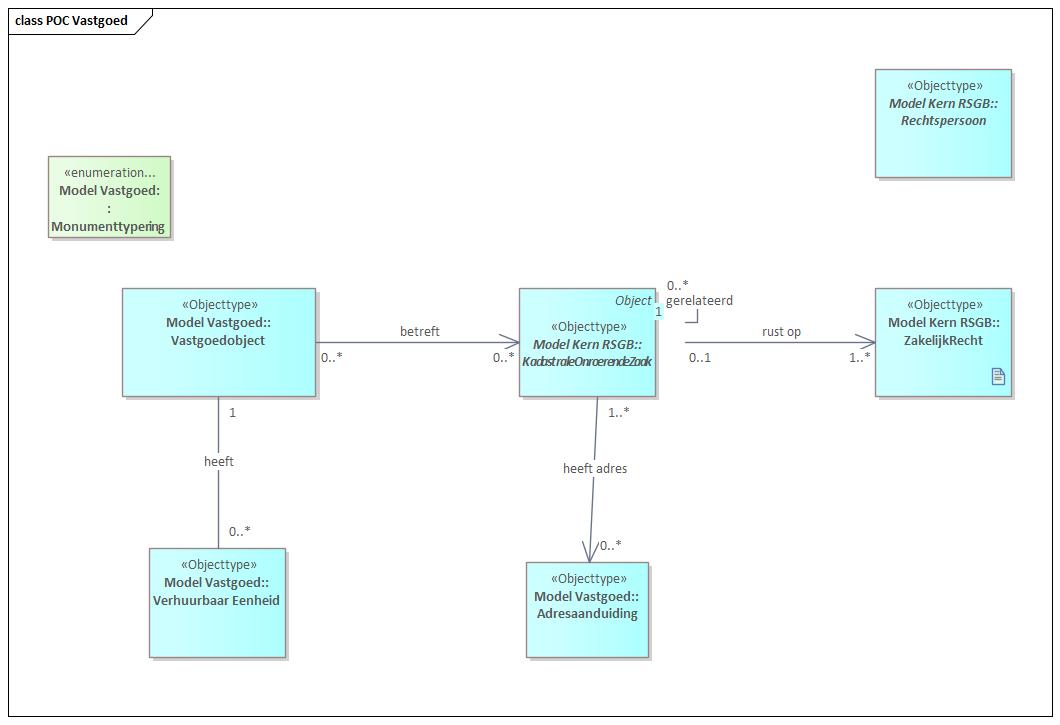 class POC Vastgoed
«Objecttype»
Model Kern RSGB::
Rechtspersoon
«enumeration...
Model Vastgoed:
:
Monumenttypering
«Objecttype»
Model Vastgoed::
Vastgoedobject
betreft
0..*
0..*
Object
«Objecttype»
Model Kern RSGB::
KadastraleOnroerendeZaak
0..*
gerelateerd
1
rust op
0..1
1..*
«Objecttype»
Model Kern RSGB::
ZakelijkRecht
1
heeft
0..*
1..*
heeft adres
0..*
«Objecttype»
Model Vastgoed::
Verhuurbaar Eenheid
«Objecttype»
Model Vastgoed::
Adresaanduiding